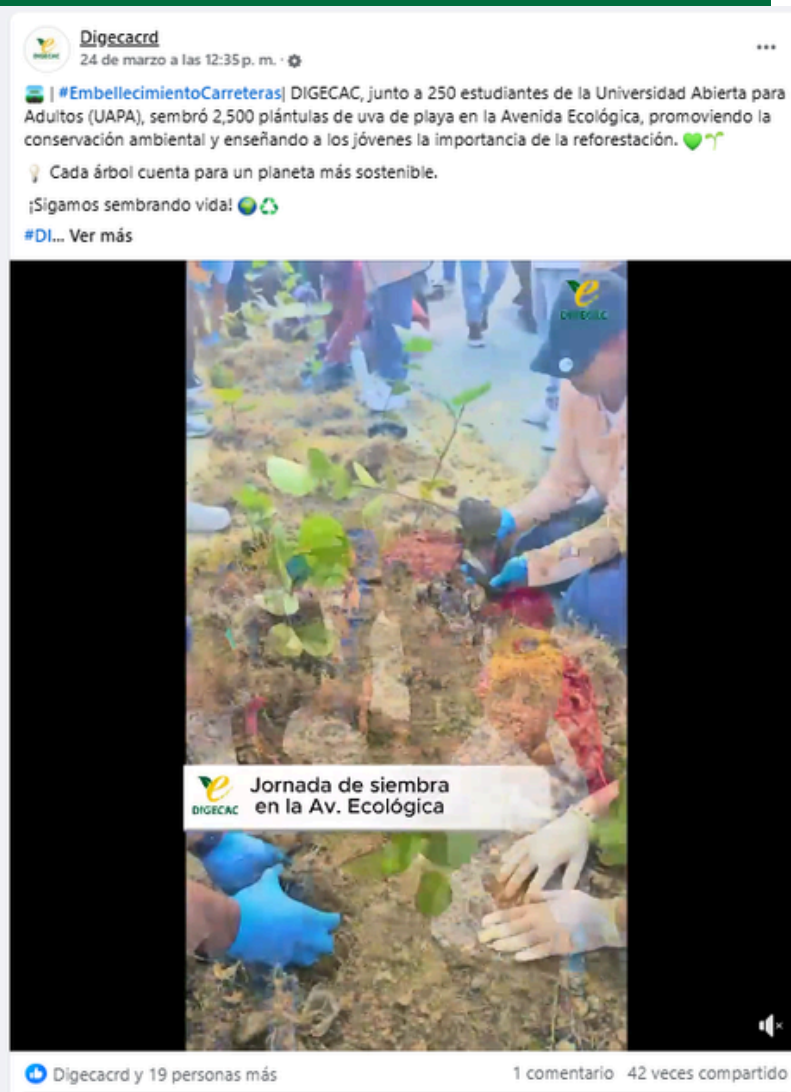 Digecacrd
24 de marzo a las 12:35 p. m. ·
| #EmbellecimientoCarreteras| DIGECAC, junto a 250 estudiantes de la Universidad Abierta para
Adultos (UAPA), sembró 2,500 plántulas de uva de playa en la Avenida Ecológica, promoviendo la
conservación ambiental y enseñando a los jóvenes la importancia de la reforestación.
Cada árbol cuenta para un planeta más sostenible.
¡Sigamos sembrando vida!
#DI... Ver más
DIGECAC
Jornada de siembra
en la Av. Ecológica
DIGECAC
Digecacrd y 19 personas más 1 comentario 42 veces compartido